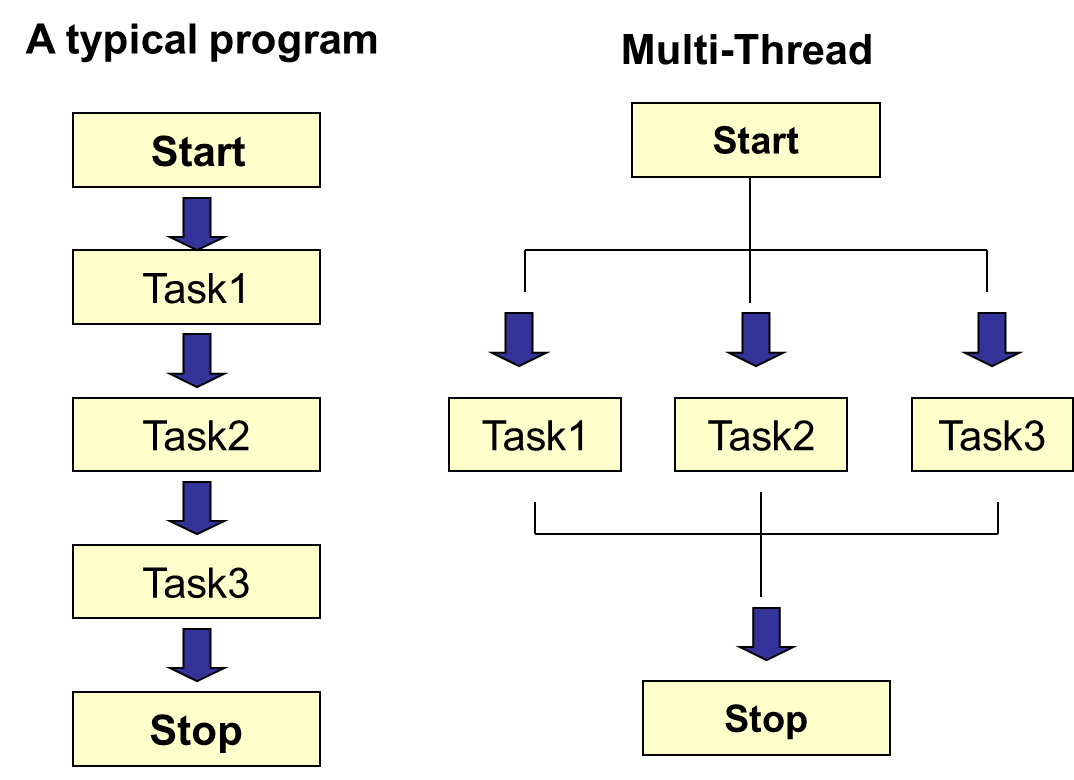 A typical program
Start
Task1
Task2
Task3
Stop
Multi-Thread
Start
Task1
Task2
Task3
Stop